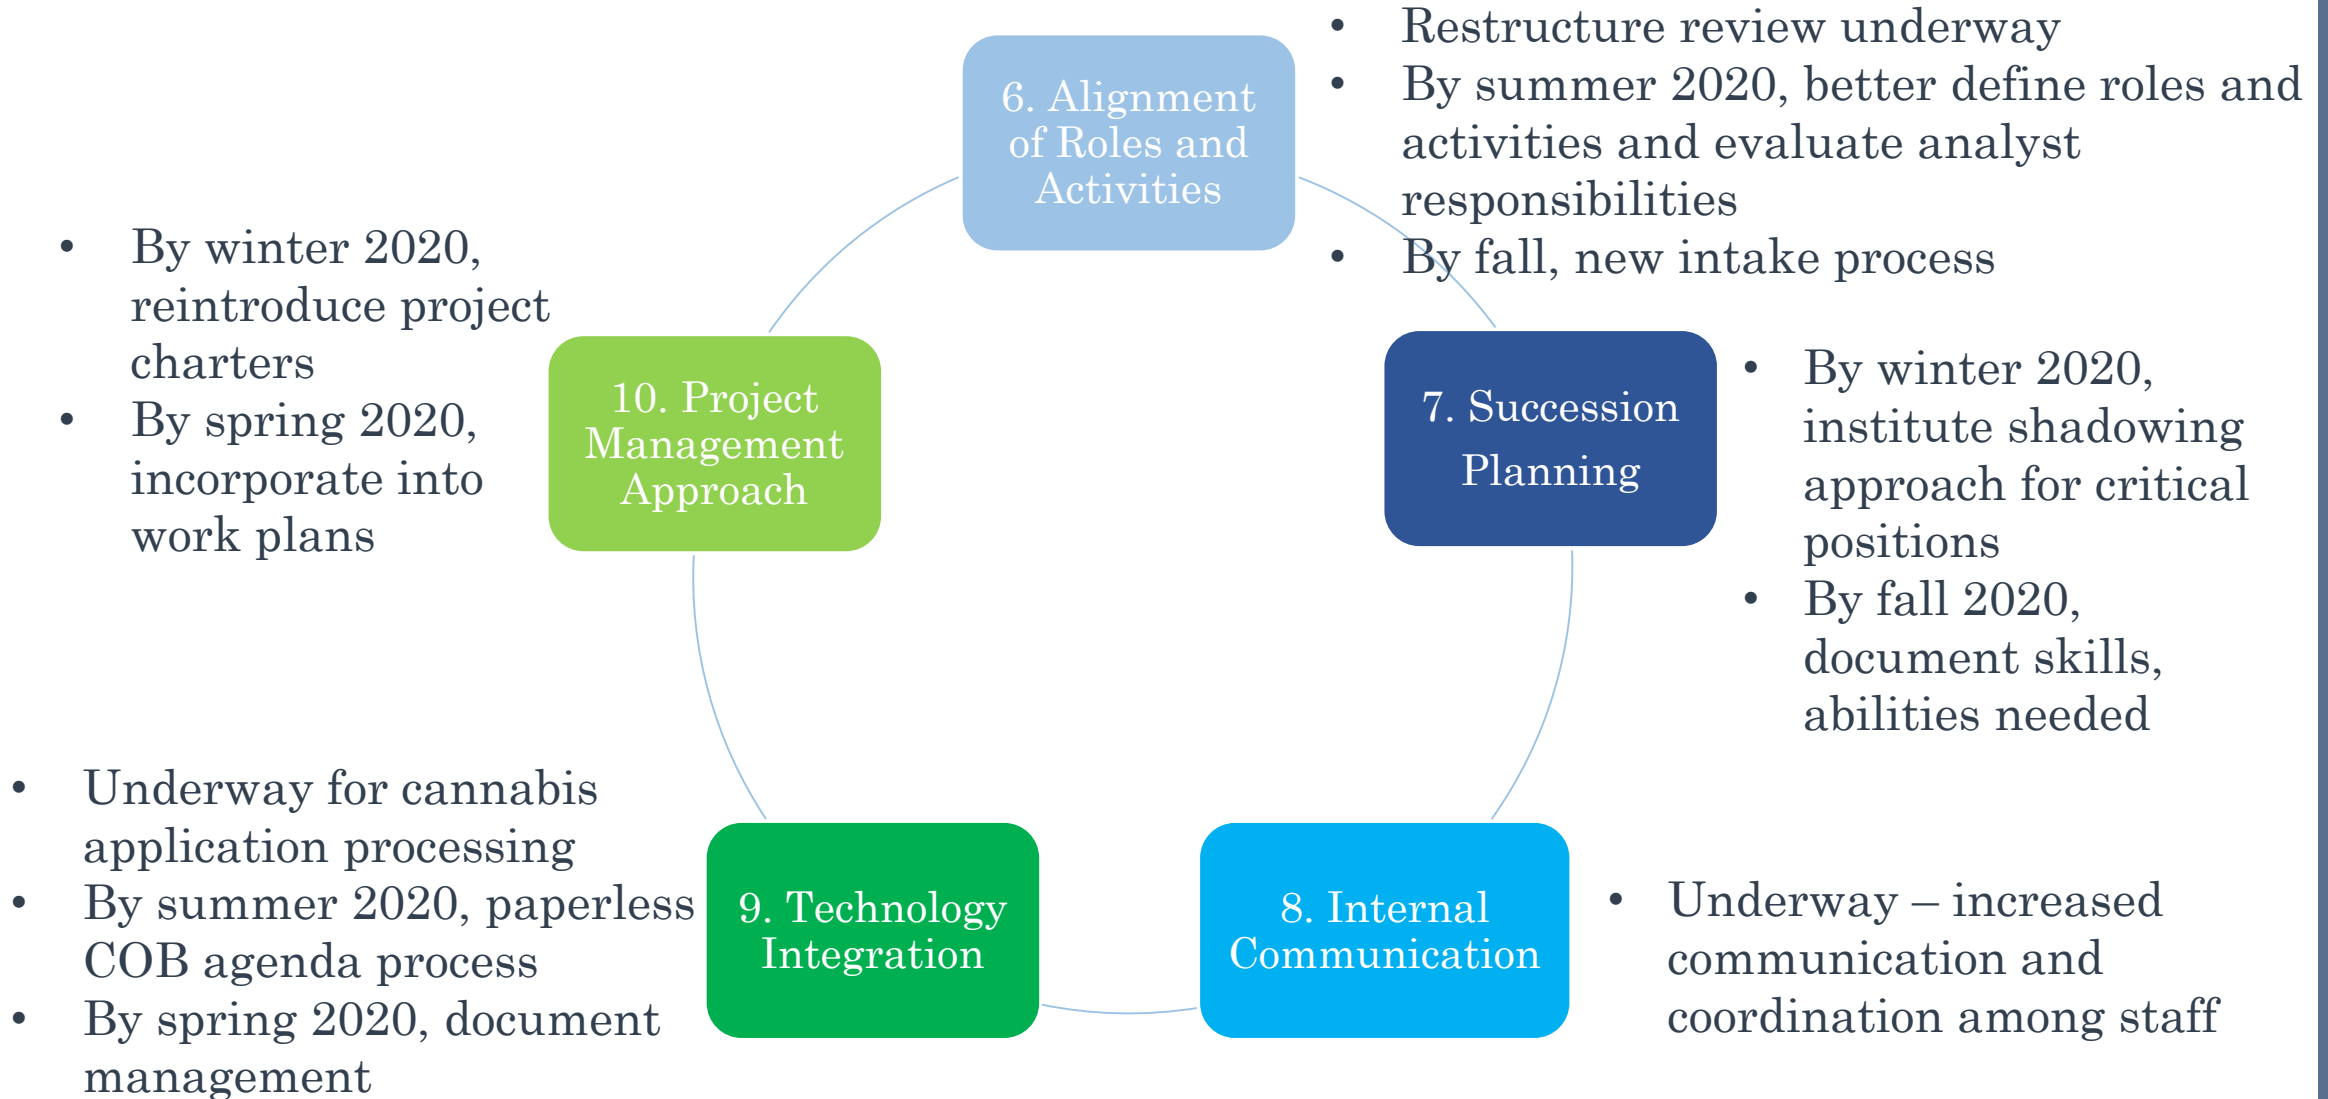 6. Alignment
of Roles and
Activities
• Restructure review underway
• By summer 2020, better define roles and
activities and evaluate analyst
responsibilities
• By fall, new intake process
7. Succession
Planning
• By winter 2020,
institute shadowing
approach for critical
positions
• By fall 2020,
document skills,
abilities needed
8. Internal
Communication
• Underway – increased
communication and
coordination among staff
9. Technology
Integration
• Underway for cannabis
application processing
• By summer 2020, paperless
COB agenda process
• By spring 2020, document
management
10. Project
Management
Approach
• By winter 2020,
reintroduce project
charters
• By spring 2020,
incorporate into
work plans